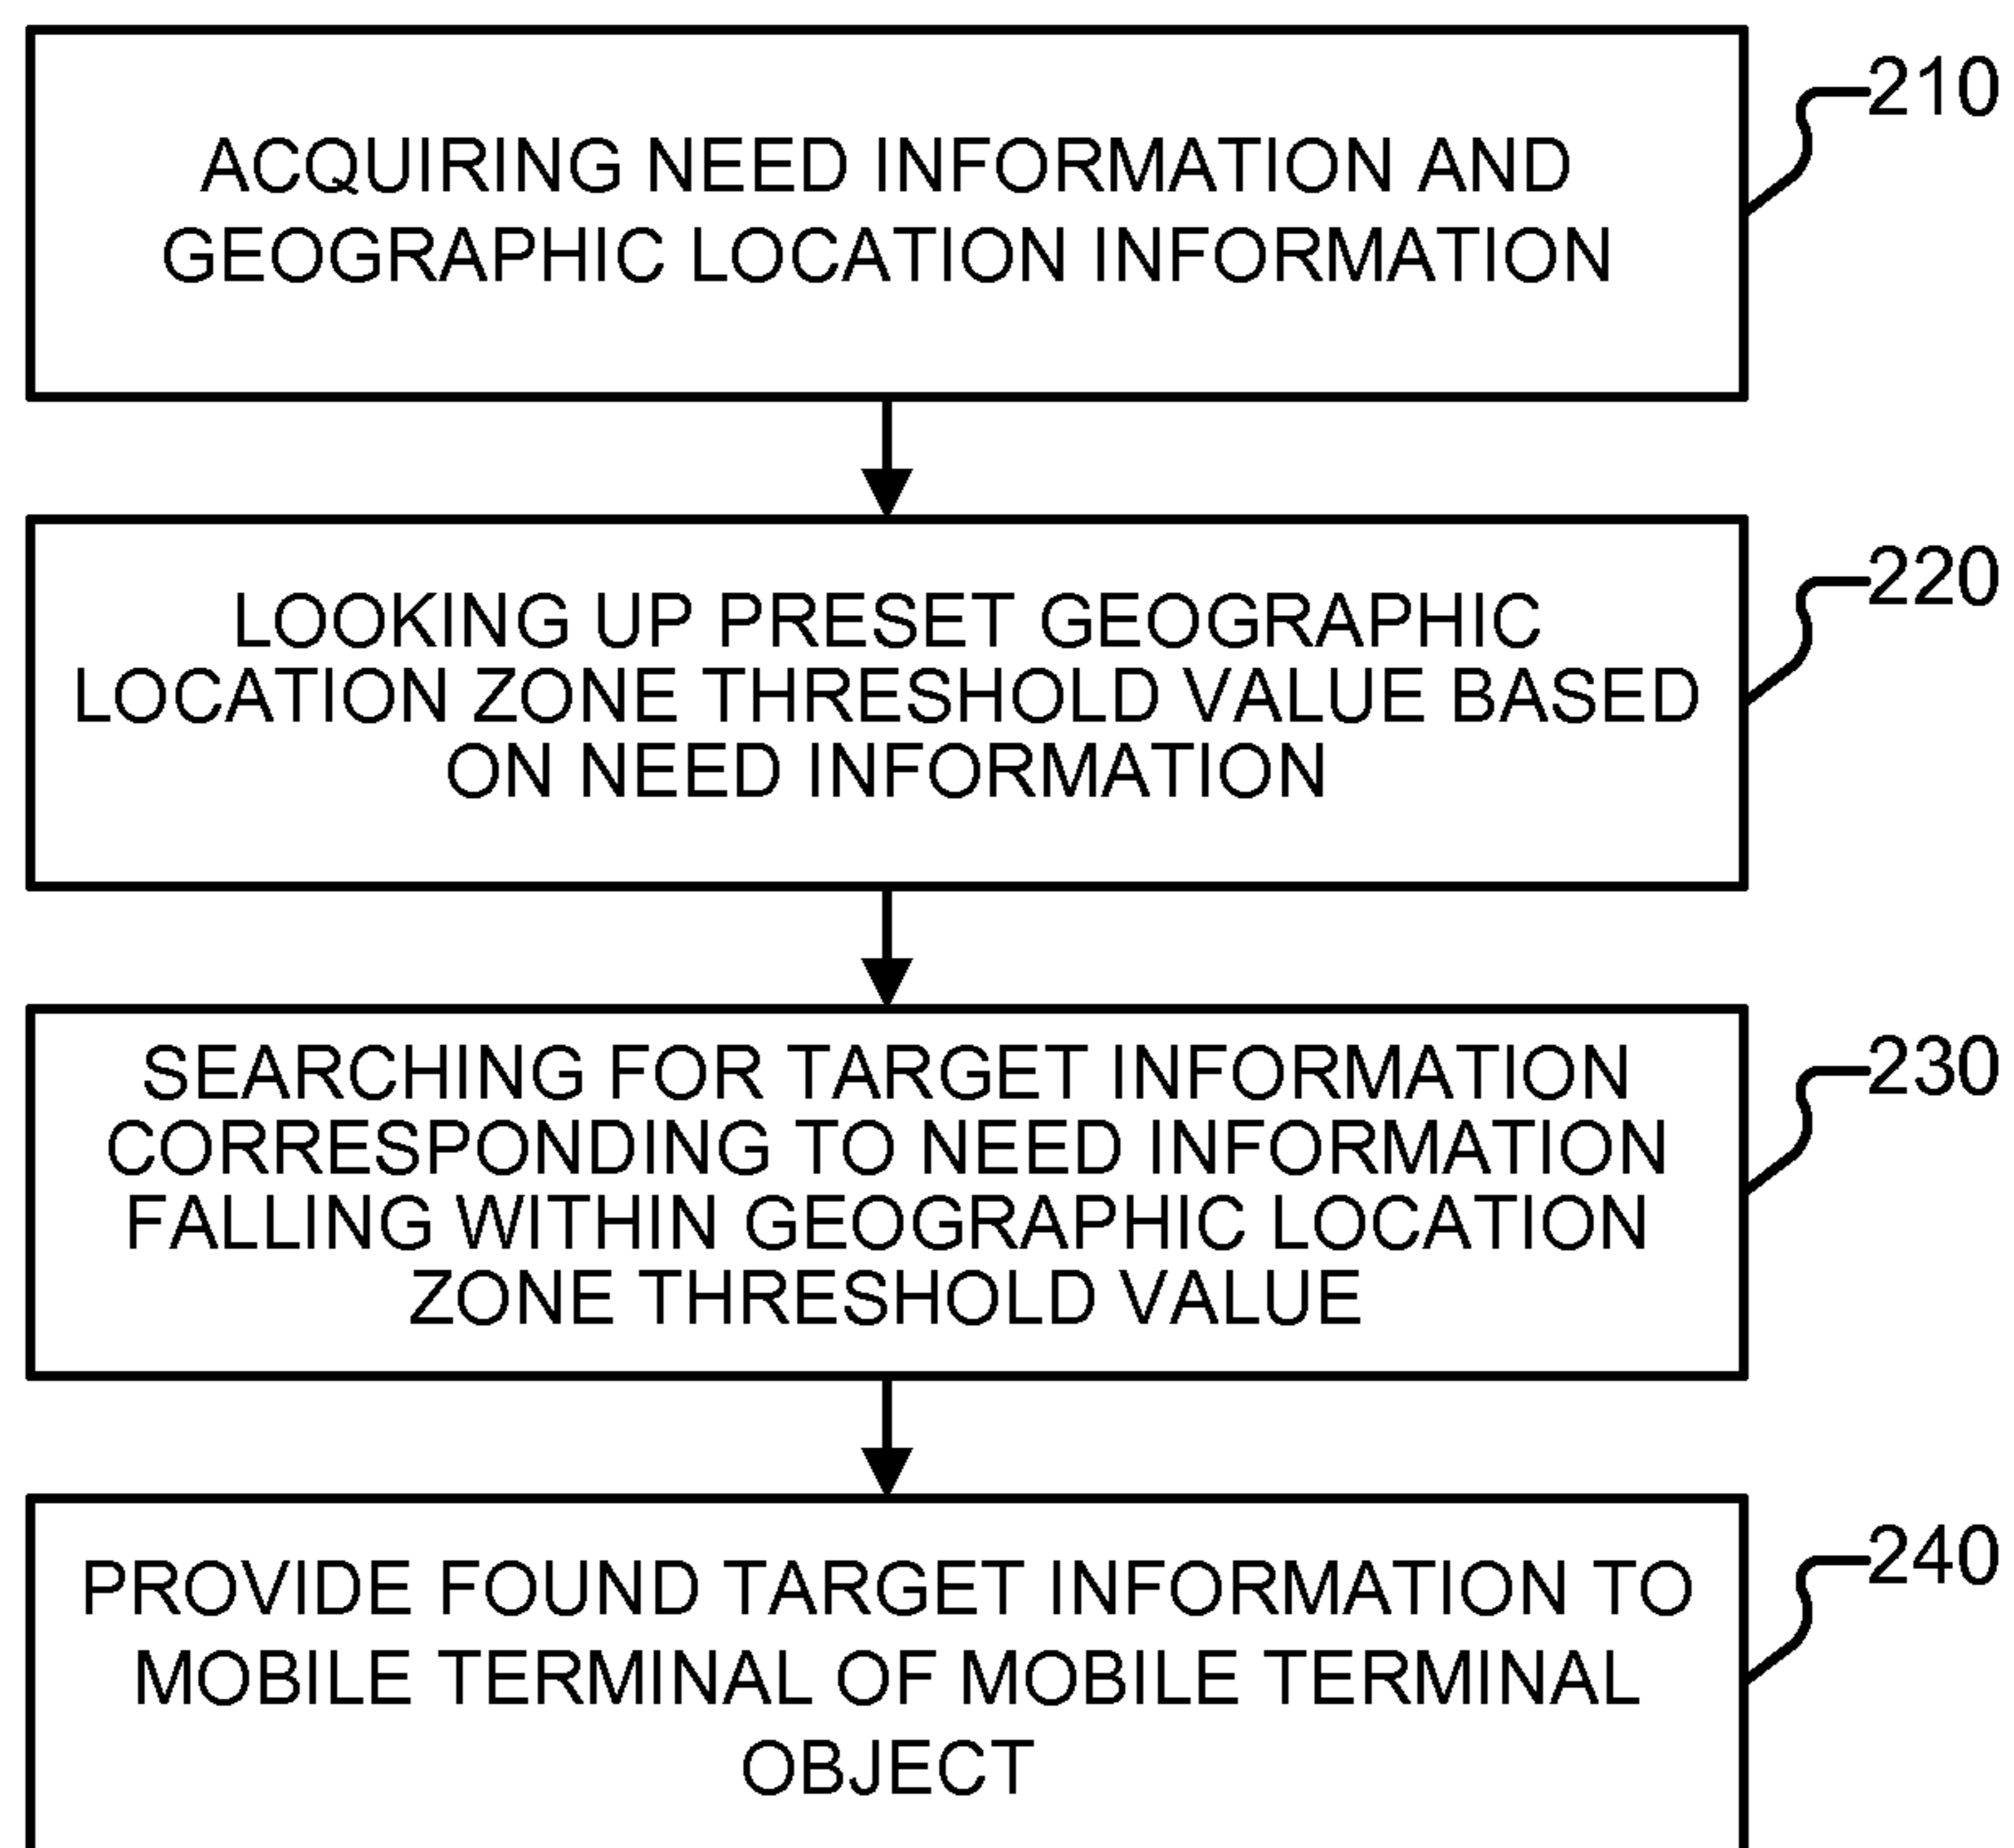 210
ACQUIRING NEED INFORMATION AND
GEOGRAPHIC LOCATION INFORMATION
220
LOOKING UP PRESET GEOGRAPHIC
LOCATION ZONE THRESHOLD VALUE BASED
ON NEED INFORMATION
230
SEARCHING FOR TARGET INFORMATION
CORRESPONDING TO NEED INFORMATION
FALLING WITHIN GEOGRAPHIC LOCATION
ZONE THRESHOLD VALUE
240
PROVIDE FOUND TARGET INFORMATION TO
MOBILE TERMINAL OF MOBILE TERMINAL
OBJECT